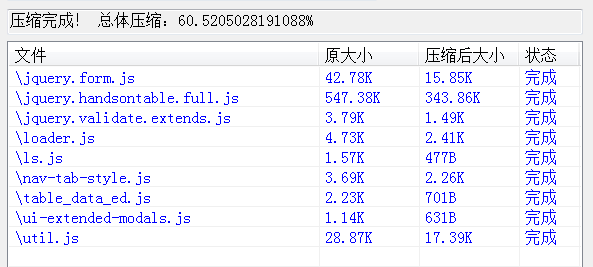 压缩完成! 总体压缩：60.5205028191088%
文件 原大小 压缩后大小 状态
\jquery.form.js 42.78K 15.85K 完成
\jquery.handsontable.full.js 547.38K 343.86K 完成
\jquery.validate.extends.js 3.79K 1.49K 完成
\loader.js 4.73K 2.41K 完成
\ls.js 1.57K 477B 完成
\nav-tab-style.js 3.69K 2.26K 完成
\table_data_ed.js 2.23K 701B 完成
\ui-extended-modals.js 1.14K 631B 完成
\util.js 28.87K 17.39K 完成